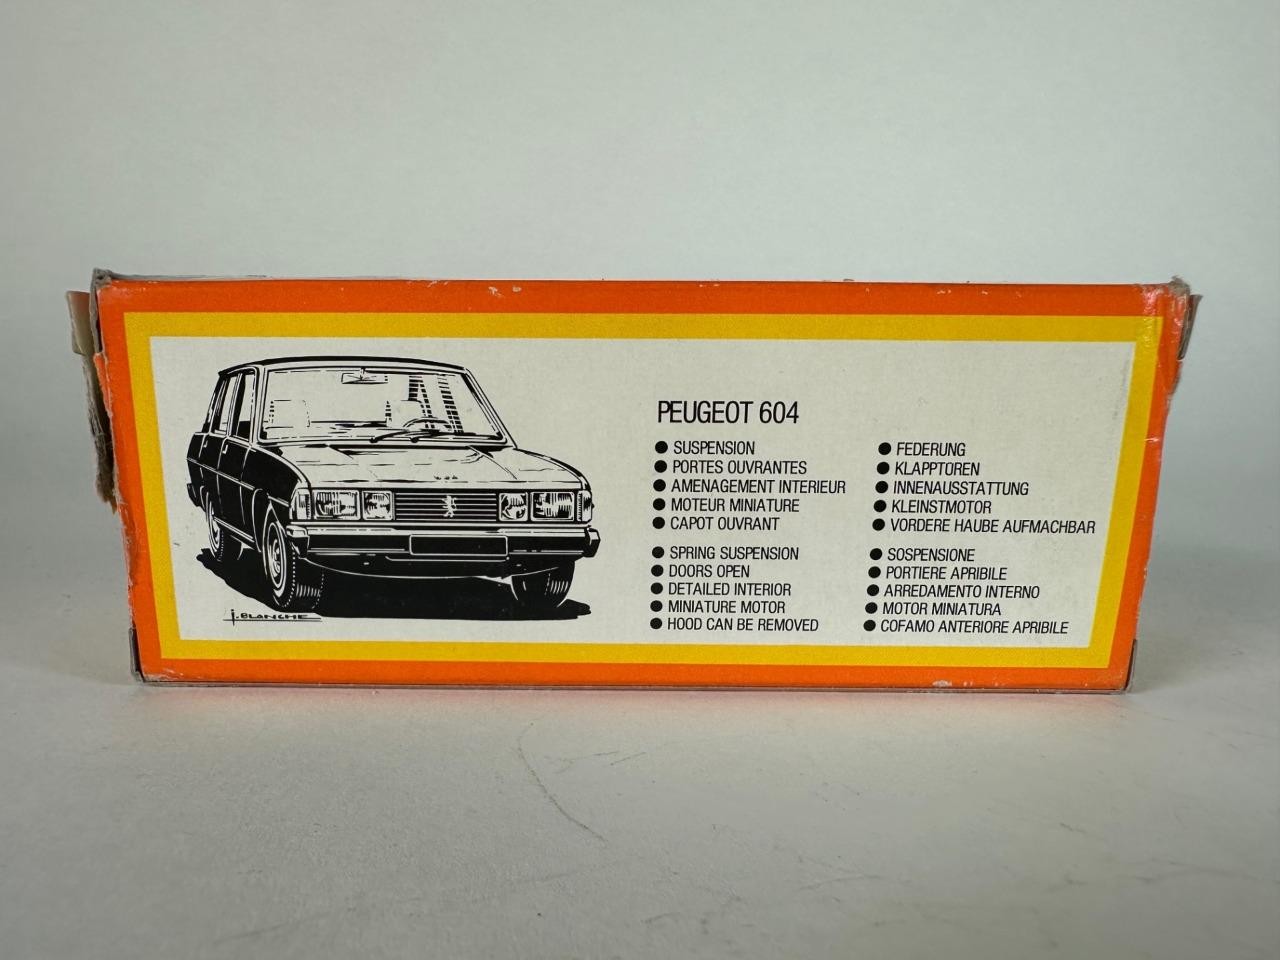 PEUGEOT 604
● SUSPENSION
● PORTES OUVRANTES
● AMENAGEMENT INTERIEUR
● MOTEUR MINIATURE
● CAPOT OUVRANT
● FEDERUNG
● KLAPPTÜREN
● INNENAUSSTATTUNG
● KLEINSTMOTOR
● VORDERE HAUBE AUFMACHBAR
● SPRING SUSPENSION
● DOORS OPEN
● DETAILED INTERIOR
● MINIATURE MOTOR
● HOOD CAN BE REMOVED
● SOSPENSIONE
● PORTIERE APRIBILE
● ARREDAMENTO INTERNO
● MOTOR MINIATURA
● COFAMO ANTERIORE APRIBILE
J. BLANCHE